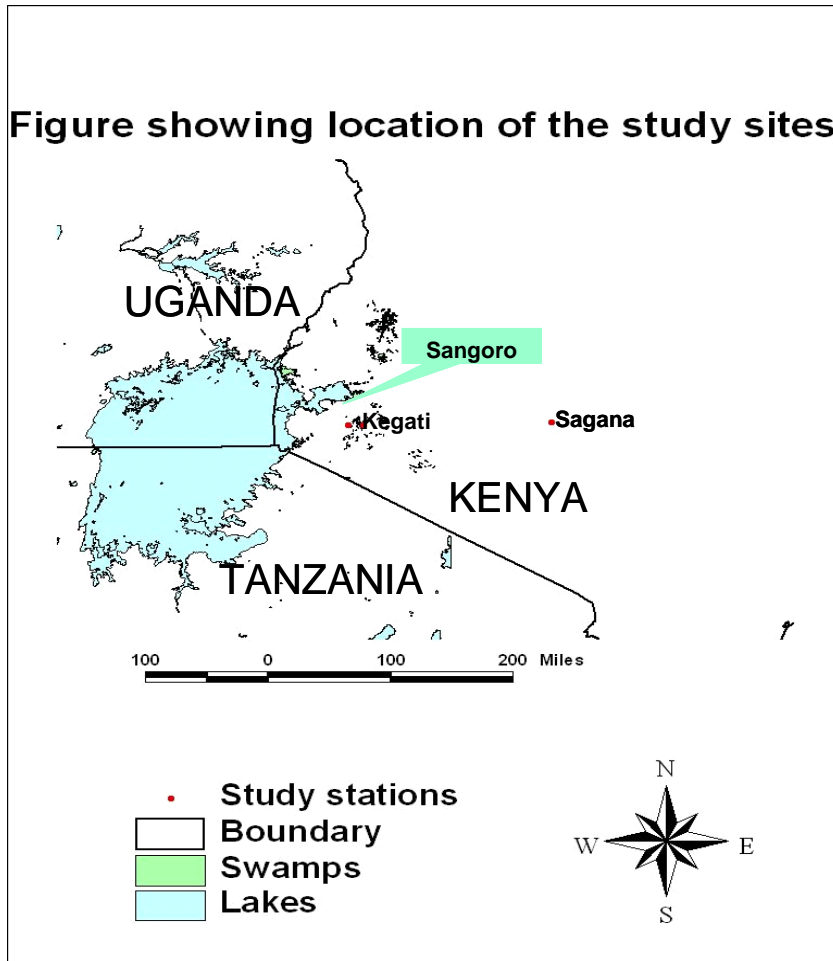 Figure showing location of the study sites
UGANDA
Sangoro
Kegati
Sagana
KENYA
TANZANIA
100 0 100 200 Miles
Study stations
Boundary
Swamps
Lakes
N
W E
S